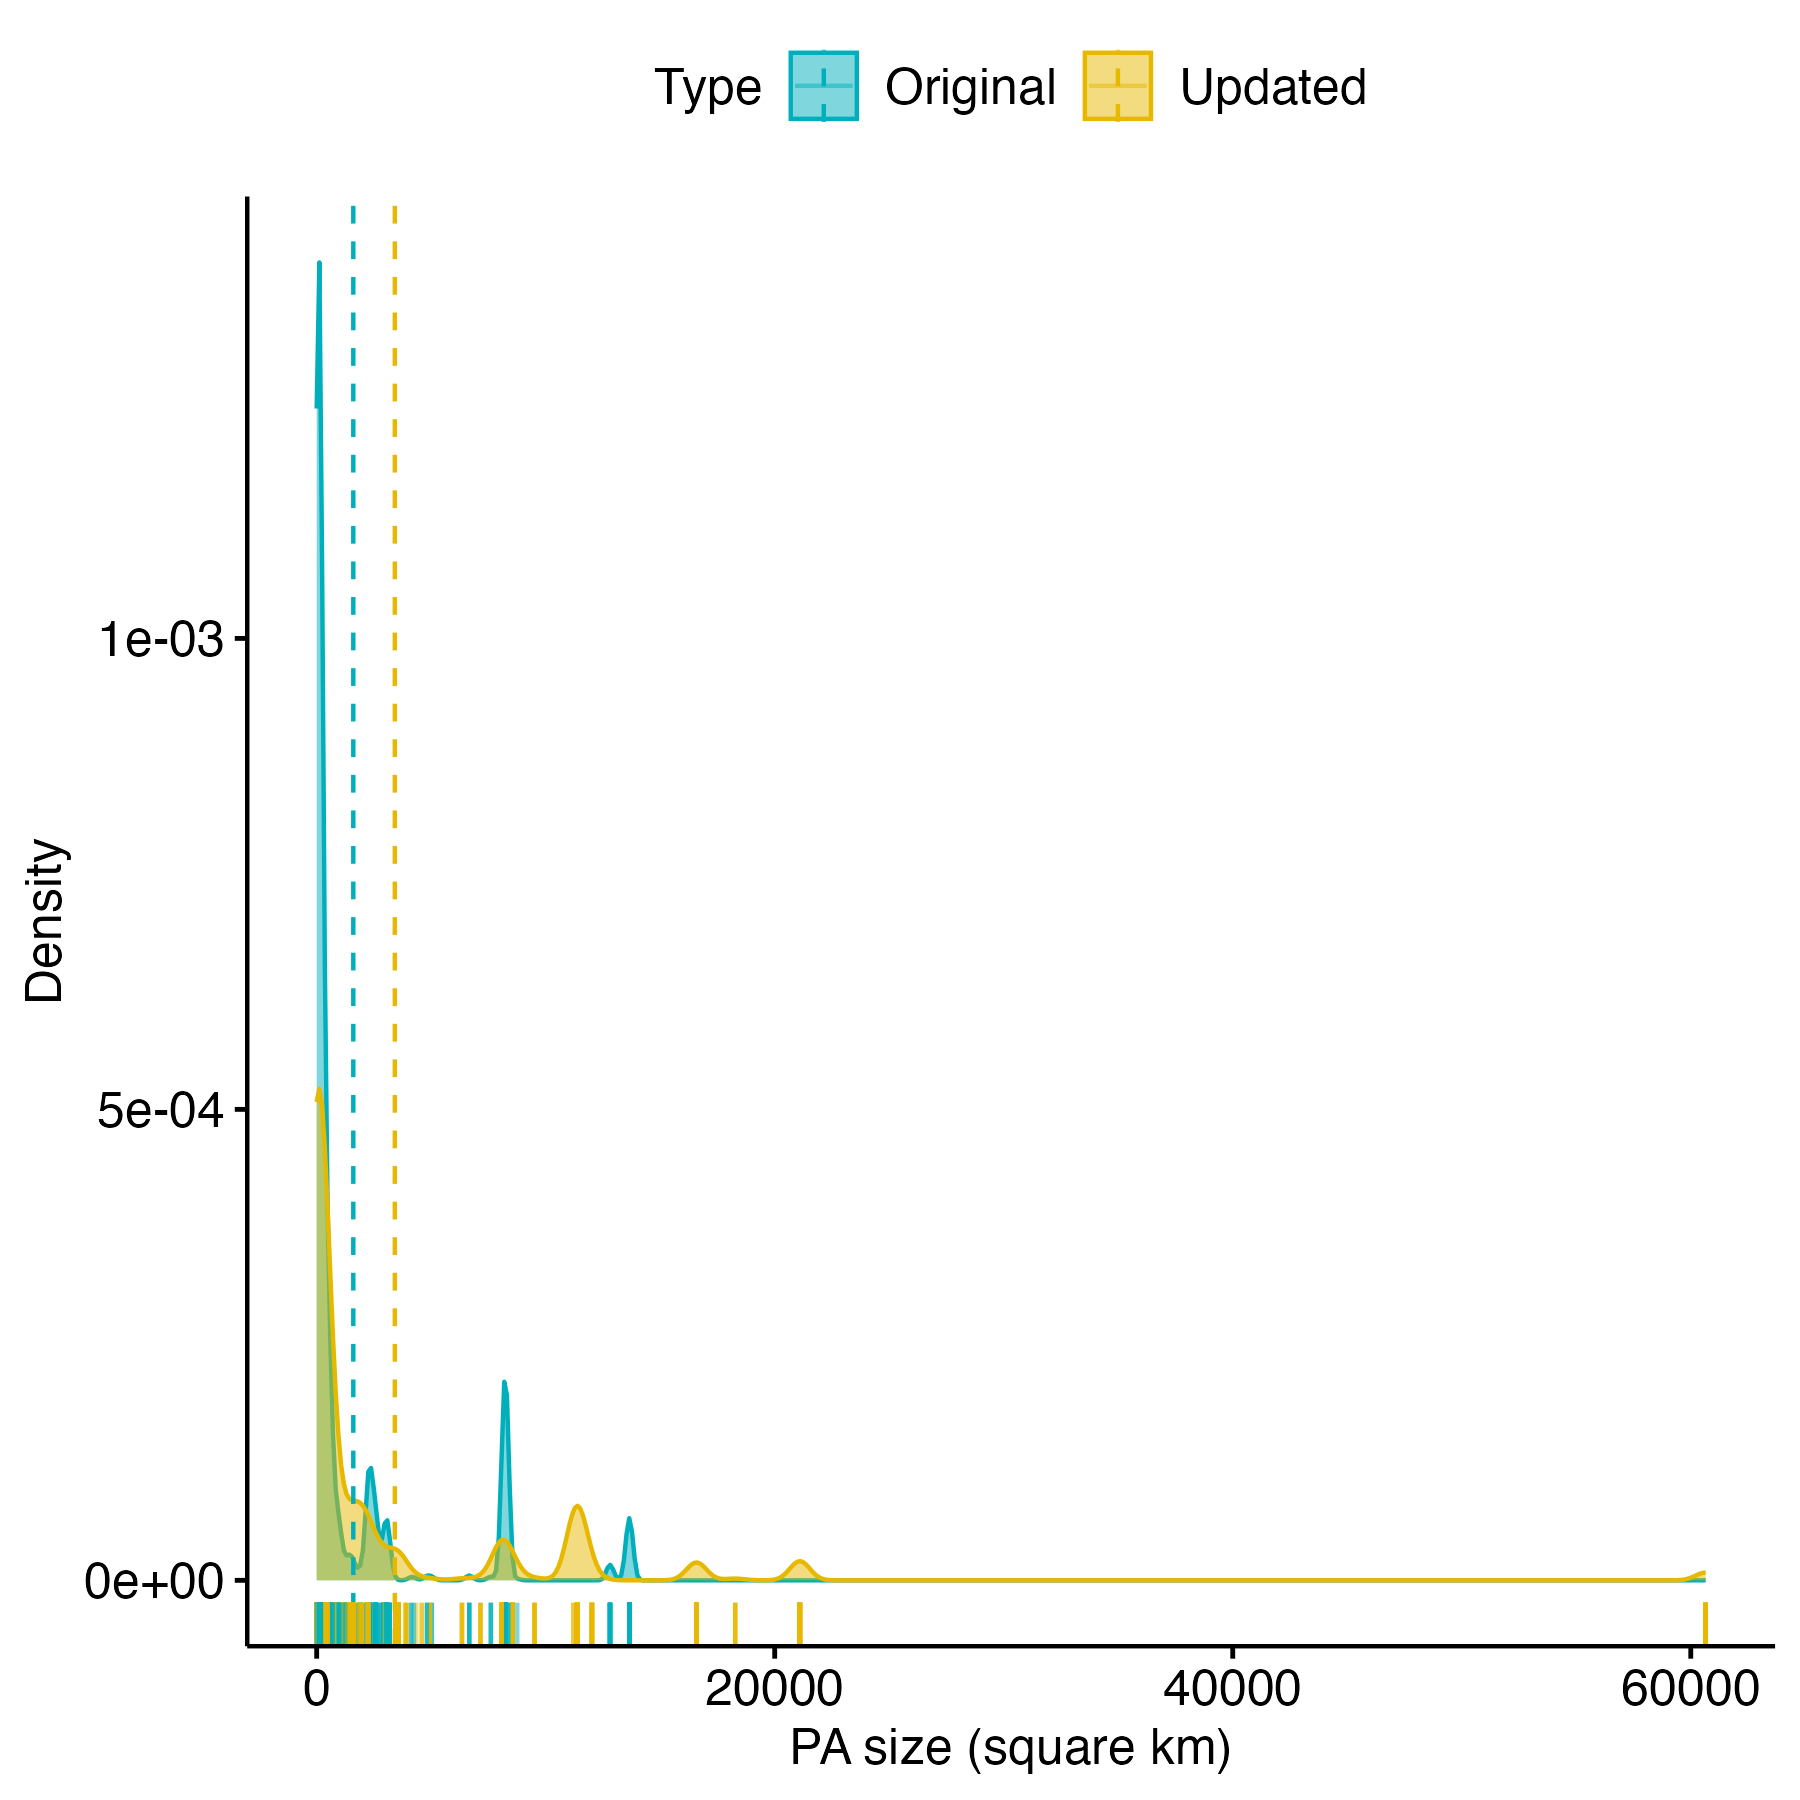 Type Original Updated
1e-03
5e-04
0e+00
Density
0 20000 40000 60000
PA size (square km)